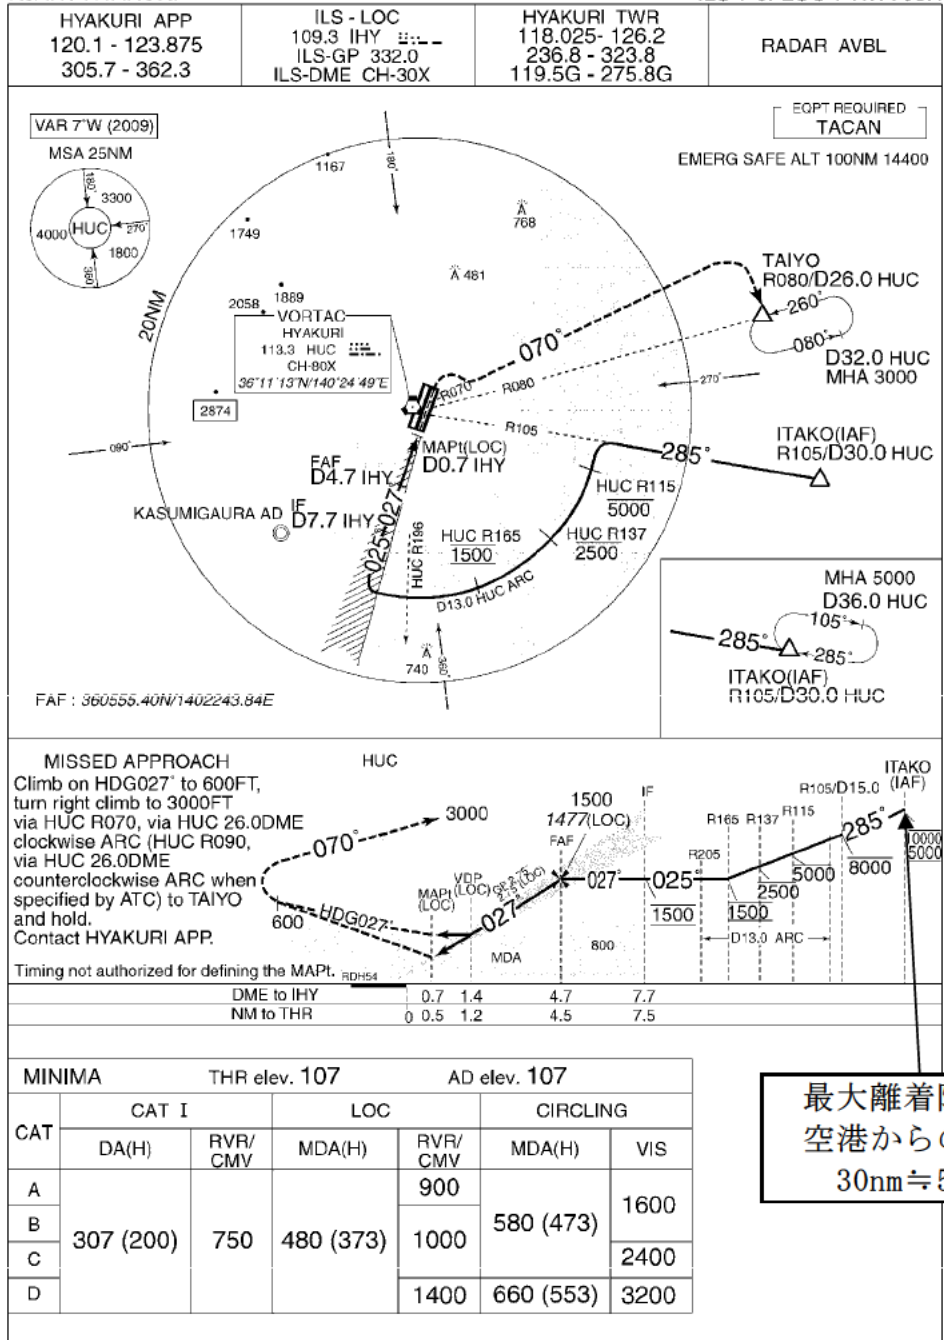 HYAKURI APP
120.1 - 123.875
305.7 - 362.3
ILS - LOC
109.3 IHY
ILS-GP 332.0
ILS-DME CH-30X
HYAKURI TWR
118.025- 126.2
236.8 - 323.8
119.5G - 275.8G
RADAR AVBL
VAR 7°W (2009)
MSA 25NM
180°
3300
HUC
4000
270°
1800
360°
EQPT REQUIRED
TACAN
EMERG SAFE ALT 100NM 14400
180°
1167
768
1749
481
1889
2058
20NM
VORTAC
HYAKURI
113.3 HUC
CH-80X
36°11'13"N/140°24'49"E
TAIYO
R080/D26.0 HUC
260°
080°
D32.0 HUC
MHA 3000
070°
R070
R080
270°
2874
R105
090°
ITAKO(IAF)
R105/D30.0 HUC
285°
MAPt(LOC)
D0.7 IHY
FAF
D4.7 IHY
HUC R115
5000
KASUMIGAURA AD
IF
D7.7 IHY
025°
027°
HUC R196
HUC R165
1500
HUC R137
2500
D13.0 HUC ARC
740
360°
MHA 5000
D36.0 HUC
105°
285°
285°
ITAKO(IAF)
R105/D30.0 HUC
FAF : 360555.40N/1402243.84E
MISSED APPROACH
Climb on HDG027° to 600FT,
turn right climb to 3000FT
via HUC R070, via HUC 26.0DME
clockwise ARC (HUC R090,
via HUC 26.0DME
counterclockwise ARC when
specified by ATC) to TAIYO
and hold.
Contact HYAKURI APP.
Timing not authorized for defining the MAPt.
RDH54
HUC
3000
070°
600
HDG027°
MAPt
(LOC)
VDP
(LOC)
027°
MDA
1500
1477(LOC)
FAF
IF
027°
025°
800
1500
R205
R165
R137
R115
R105/D15.0
ITAKO
(IAF)
285°
1500
2500
5000
8000
10000
5000
D13.0 ARC
DME to IHY 0.7 1.4 4.7 7.7
NM to THR 0 0.5 1.2 4.5 7.5
MINIMA THR elev. 107 AD elev. 107
CAT
CAT I
LOC
CIRCLING
DA(H)
RVR/
CMV
MDA(H)
RVR/
CMV
MDA(H)
VIS
A
B
C
D
307 (200)
750
480 (373)
900
1000
1400
580 (473)
660 (553)
1600
2400
3200
最大離着
空港から
30nm≒5